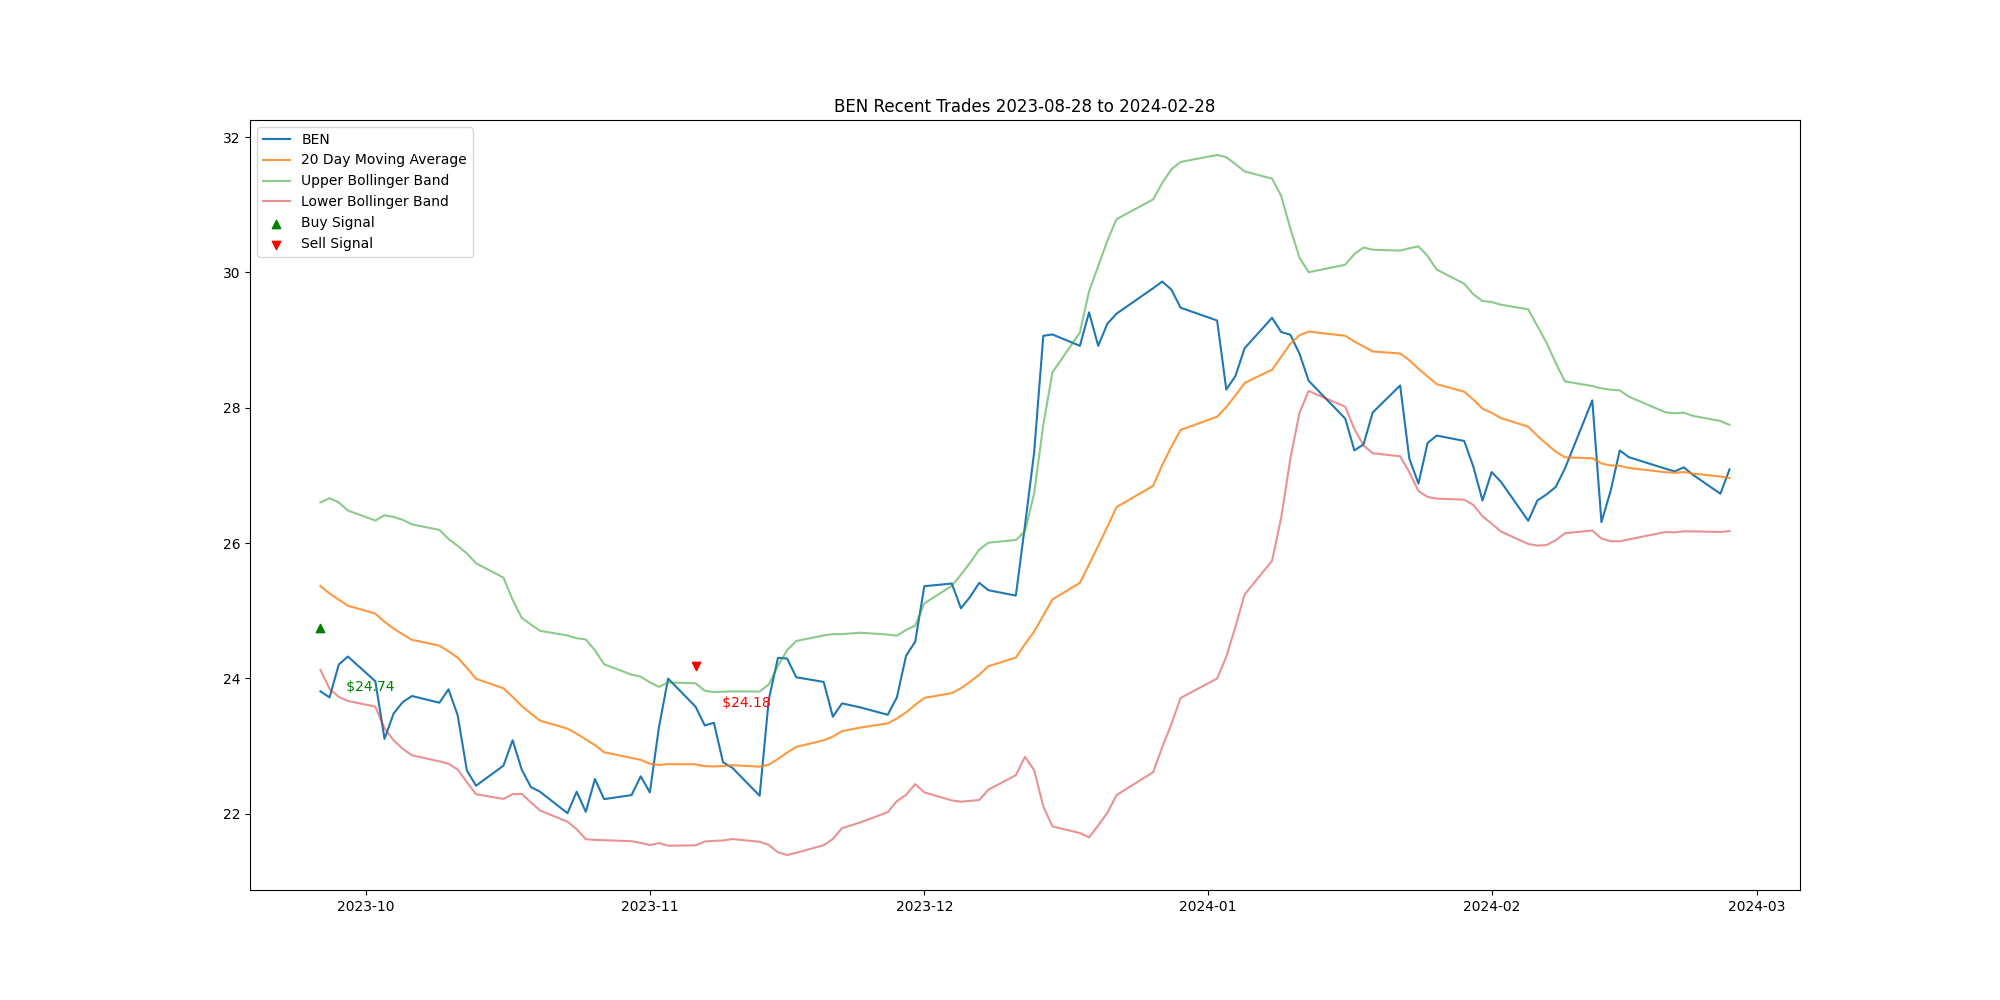 BEN Recent Trades 2023-08-28 to 2024-02-28
BEN
20 Day Moving Average
Upper Bollinger Band
Lower Bollinger Band
Buy Signal
Sell Signal
32
30
28
26
24
22
$24.74
$24.18
2023-10
2023-11
2023-12
2024-01
2024-02
2024-03